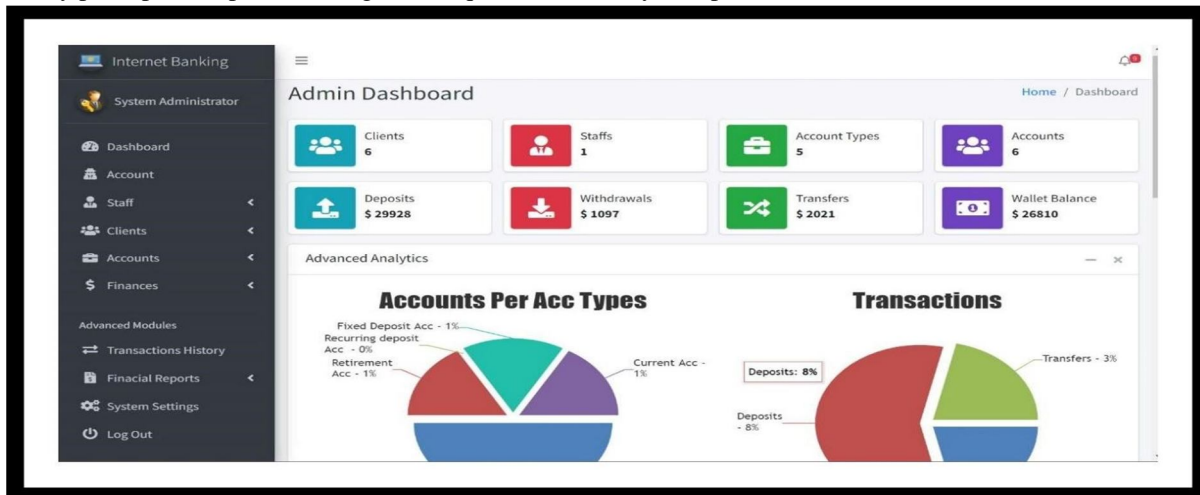 Internet Banking
System Administrator
Dashboard
Account
Staff
Clients
Accounts
$ Finances
Advanced Modules
Transactions History
Finacial Reports
System Settings
Log Out
Admin Dashboard
Home / Dashboard
Clients
6
Staffs
1
Account Types
5
Accounts
6
Deposits
$ 29928
Withdrawals
$ 1097
Transfers
$ 2021
Wallet Balance
$ 26810
Advanced Analytics
Accounts Per Acc Types
Fixed Deposit Acc - 1%
Recurring deposit
Acc - 0%
Retirement
Acc - 1%
Current Acc -
1%
Transactions
Transfers - 3%
Deposits: 8%
Deposits
- 8%